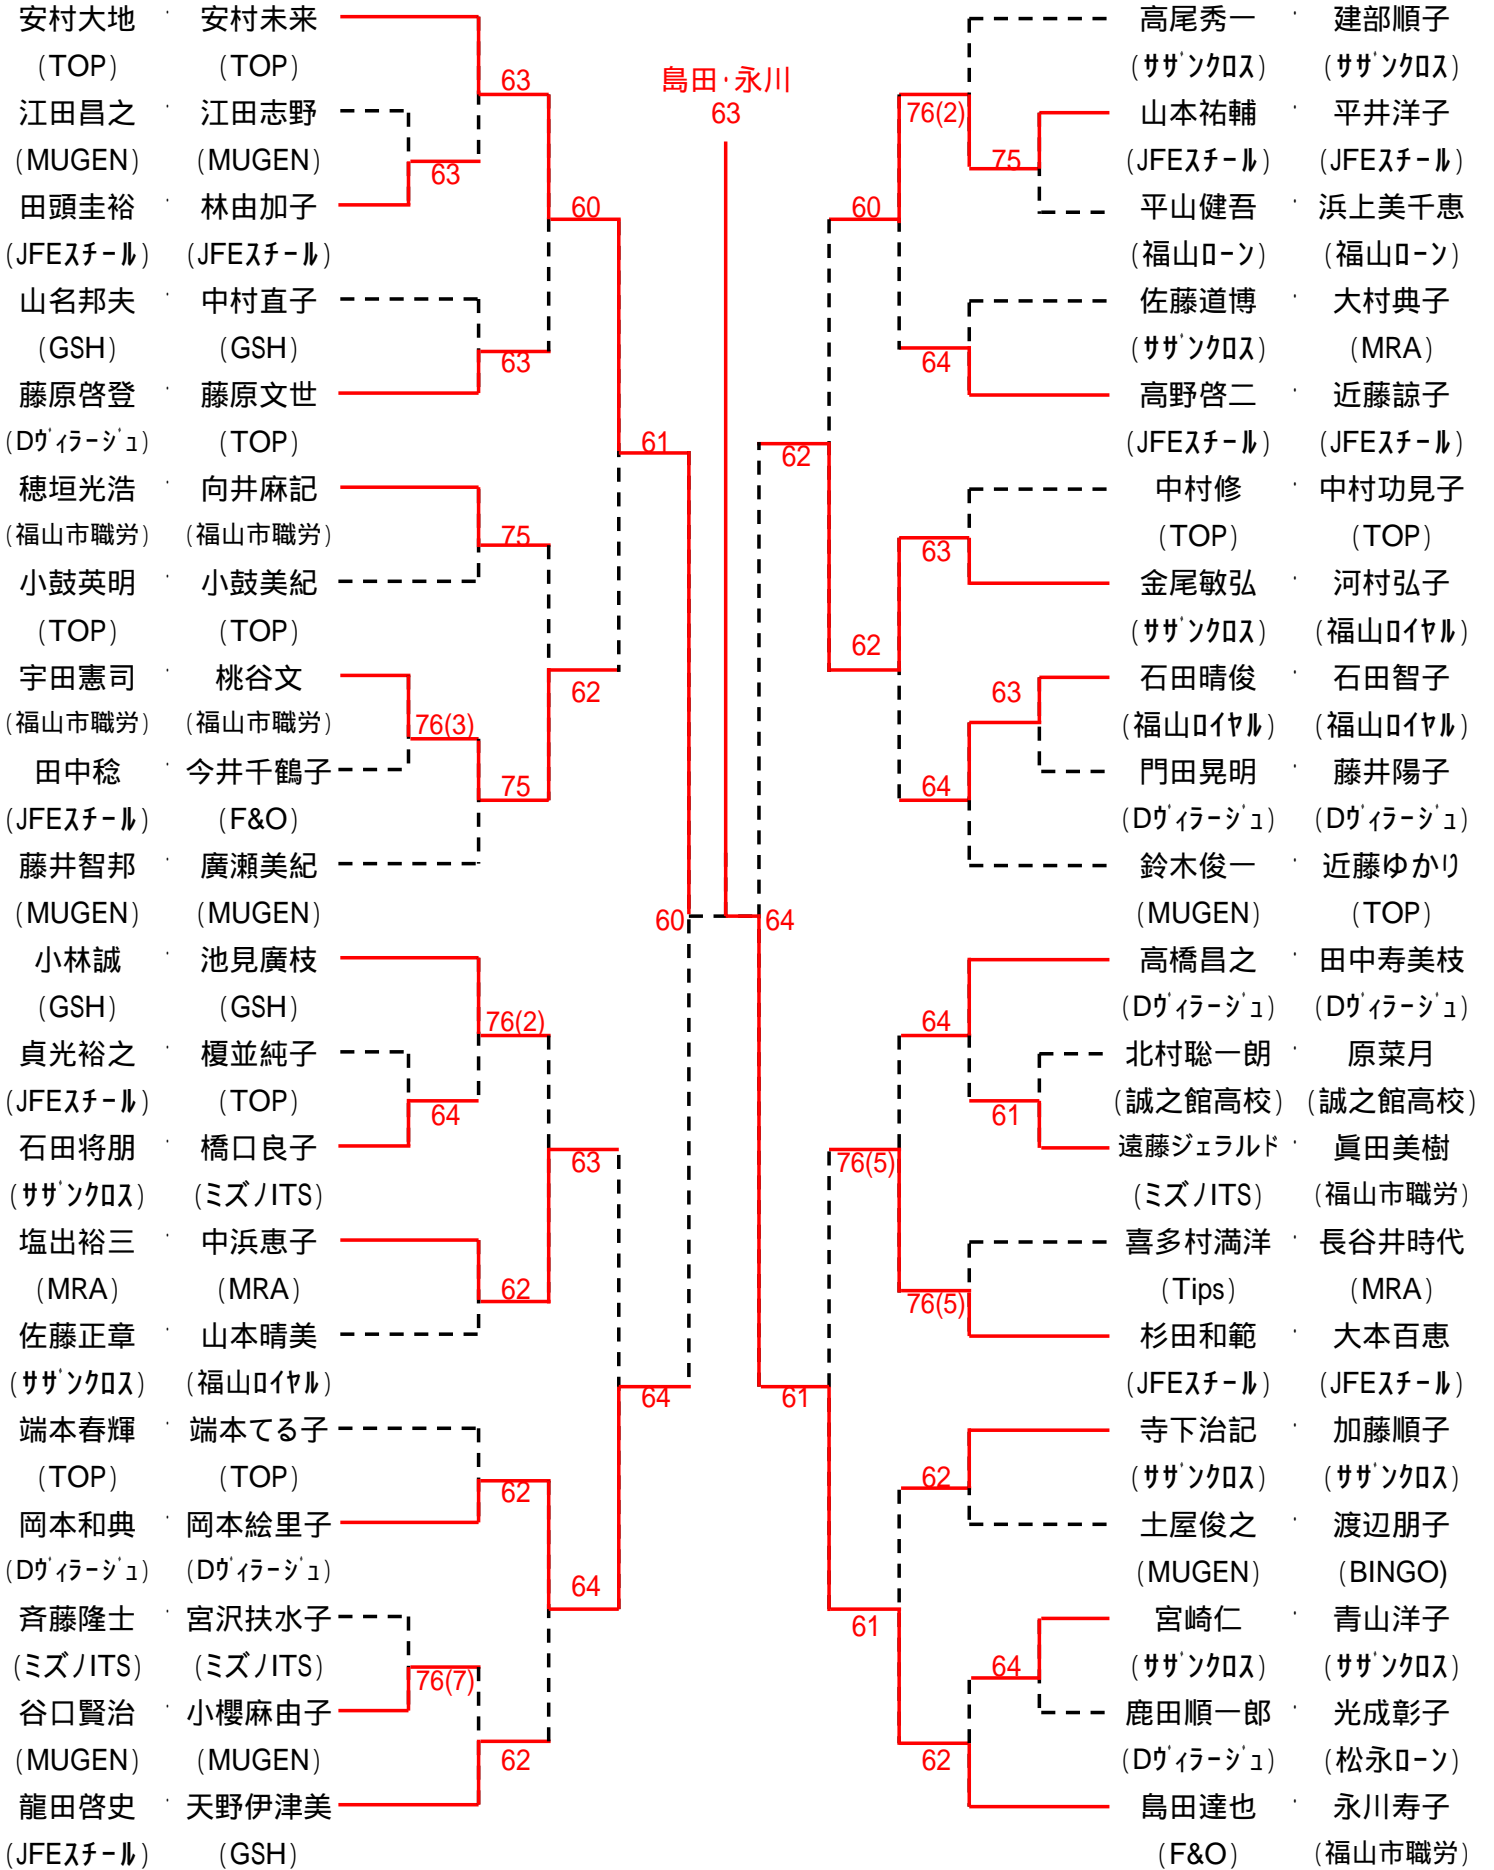 島田・永川
63
安村大地 ・ 安村未来
(TOP) (TOP)
63
江田昌之 ・ 江田志野
(MUGEN) (MUGEN)
63
田頭圭裕 ・ 林由加子
(JFEスチール) (JFEスチール)
60
山名邦夫 ・ 中村直子
(GSH) (GSH)
63
藤原啓登 ・ 藤原文世
(Dヴィラージュ) (TOP)
61
穂垣光浩 ・ 向井麻記
(福山市職労) (福山市職労)
75
小鼓英明 ・ 小鼓美紀
(TOP) (TOP)
宇田憲司 ・ 桃谷文
62
(福山市職労) (福山市職労)
76(3)
田中稔 ・ 今井千鶴子
75
(JFEスチール) (F&O)
藤井智邦 ・ 廣瀬美紀
(MUGEN) (MUGEN)
60
小林誠 ・ 池見廣枝
(GSH) (GSH)
76(2)
貞光裕之 ・ 榎並純子
(JFEスチール) (TOP)
64
石田将朋 ・ 橋口良子
63
(サザンクロス) (ミズノITS)
塩出裕三 ・ 中浜恵子
(MRA) (MRA)
62
佐藤正章 ・ 山本晴美
(サザンクロス) (福山ロイヤル)
64
端本春輝 ・ 端本てる子
(TOP) (TOP)
62
岡本和典 ・ 岡本絵里子
(Dヴィラージュ) (Dヴィラージュ)
64
斉藤隆士 ・ 宮沢扶水子
(ミズノITS) (ミズノITS)
76(7)
谷口賢治 ・ 小櫻麻由子
(MUGEN) (MUGEN)
62
龍田啓史 ・ 天野伊津美
(JFEスチール) (GSH)
高尾秀一 ・ 建部順子
(サザンクロス) (サザンクロス)
76(2)
山本祐輔 ・ 平井洋子
(JFEスチール) (JFEスチール)
75
平山健吾 ・ 浜上美千恵
60
(福山ローン) (福山ローン)
佐藤道博 ・ 大村典子
(サザンクロス) (MRA)
64
高野啓二 ・ 近藤諒子
(JFEスチール) (JFEスチール)
62
中村修 ・ 中村功見子
(TOP) (TOP)
63
金尾敏弘 ・ 河村弘子
(サザンクロス) (福山ロイヤル)
62
石田晴俊 ・ 石田智子
63
(福山ロイヤル) (福山ロイヤル)
門田晃明 ・ 藤井陽子
64
(Dヴィラージュ) (Dヴィラージュ)
鈴木俊一 ・ 近藤ゆかり
(MUGEN) (TOP)
64
高橋昌之 ・ 田中寿美枝
(Dヴィラージュ) (Dヴィラージュ)
64
北村聡一朗 ・ 原菜月
(誠之館高校) (誠之館高校)
61
遠藤ジェラルド ・ 眞田美樹
76(5)
(ミズノITS) (福山市職労)
喜多村満洋 ・ 長谷井時代
(Tips) (MRA)
76(5)
杉田和範 ・ 大本百恵
(JFEスチール) (JFEスチール)
61
寺下治記 ・ 加藤順子
(サザンクロス) (サザンクロス)
62
土屋俊之 ・ 渡辺朋子
(MUGEN) (BINGO)
宮崎仁 ・ 青山洋子
61
(サザンクロス) (サザンクロス)
64
鹿田順一郎 ・ 光成彰子
(Dヴィラージュ) (松永ローン)
62
島田達也 ・ 永川寿子
(F&O) (福山市職労)